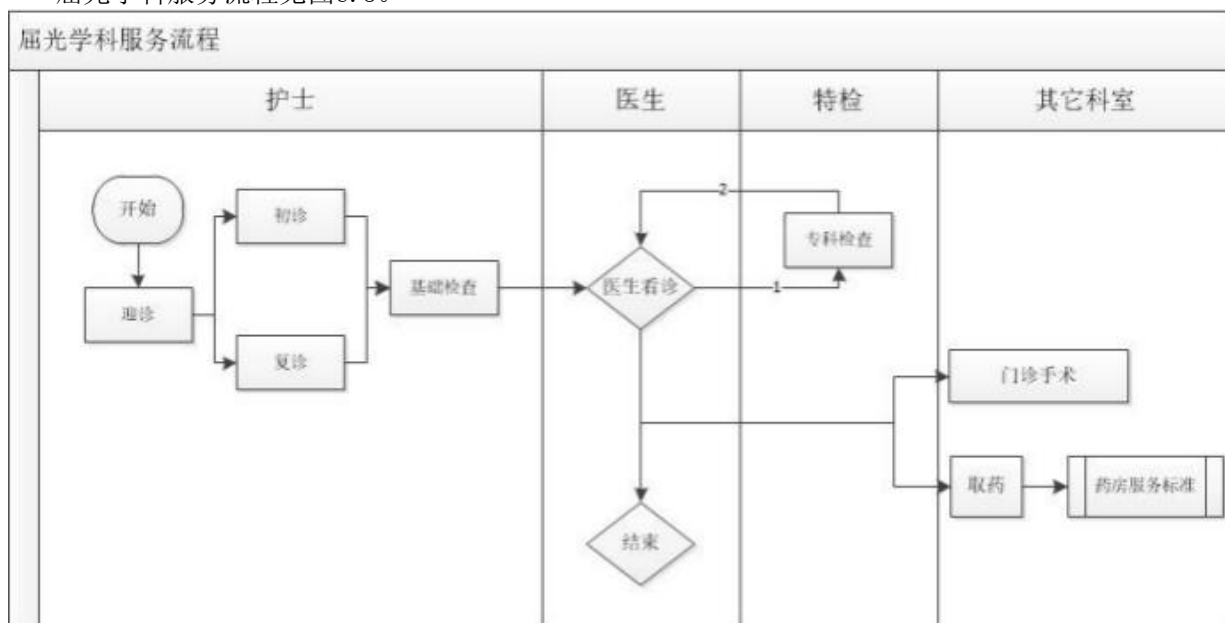 屈光学科服务流程
护士 医生 特检 其它科室
开始
初诊
2
专科检查
迎诊
基础检查
医生看诊
1
复诊
门诊手术
取药
药房服务标准
结束